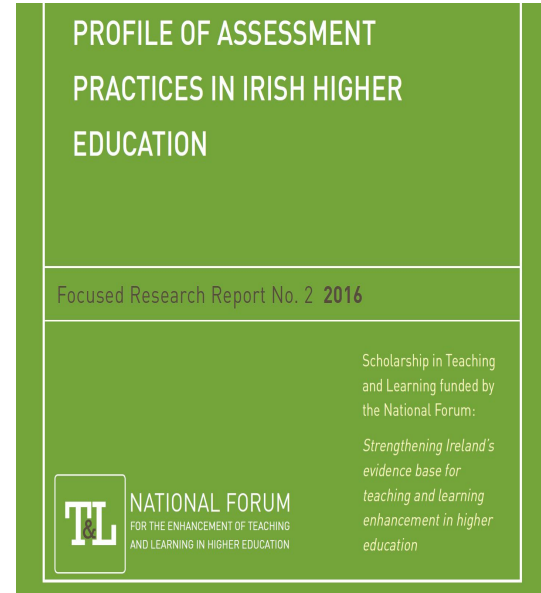 PROFILE OF ASSESSMENT
PRACTICES IN IRISH HIGHER
EDUCATION
Focused Research Report No. 2 2016
Scholarship in Teaching
and Learning funded by
the National Forum:
Strengthening Ireland's
evidence base for
teaching and learning
enhancement in higher
education
T&L
NATIONAL FORUM
FOR THE ENHANCEMENT OF TEACHING
AND LEARNING IN HIGHER EDUCATION